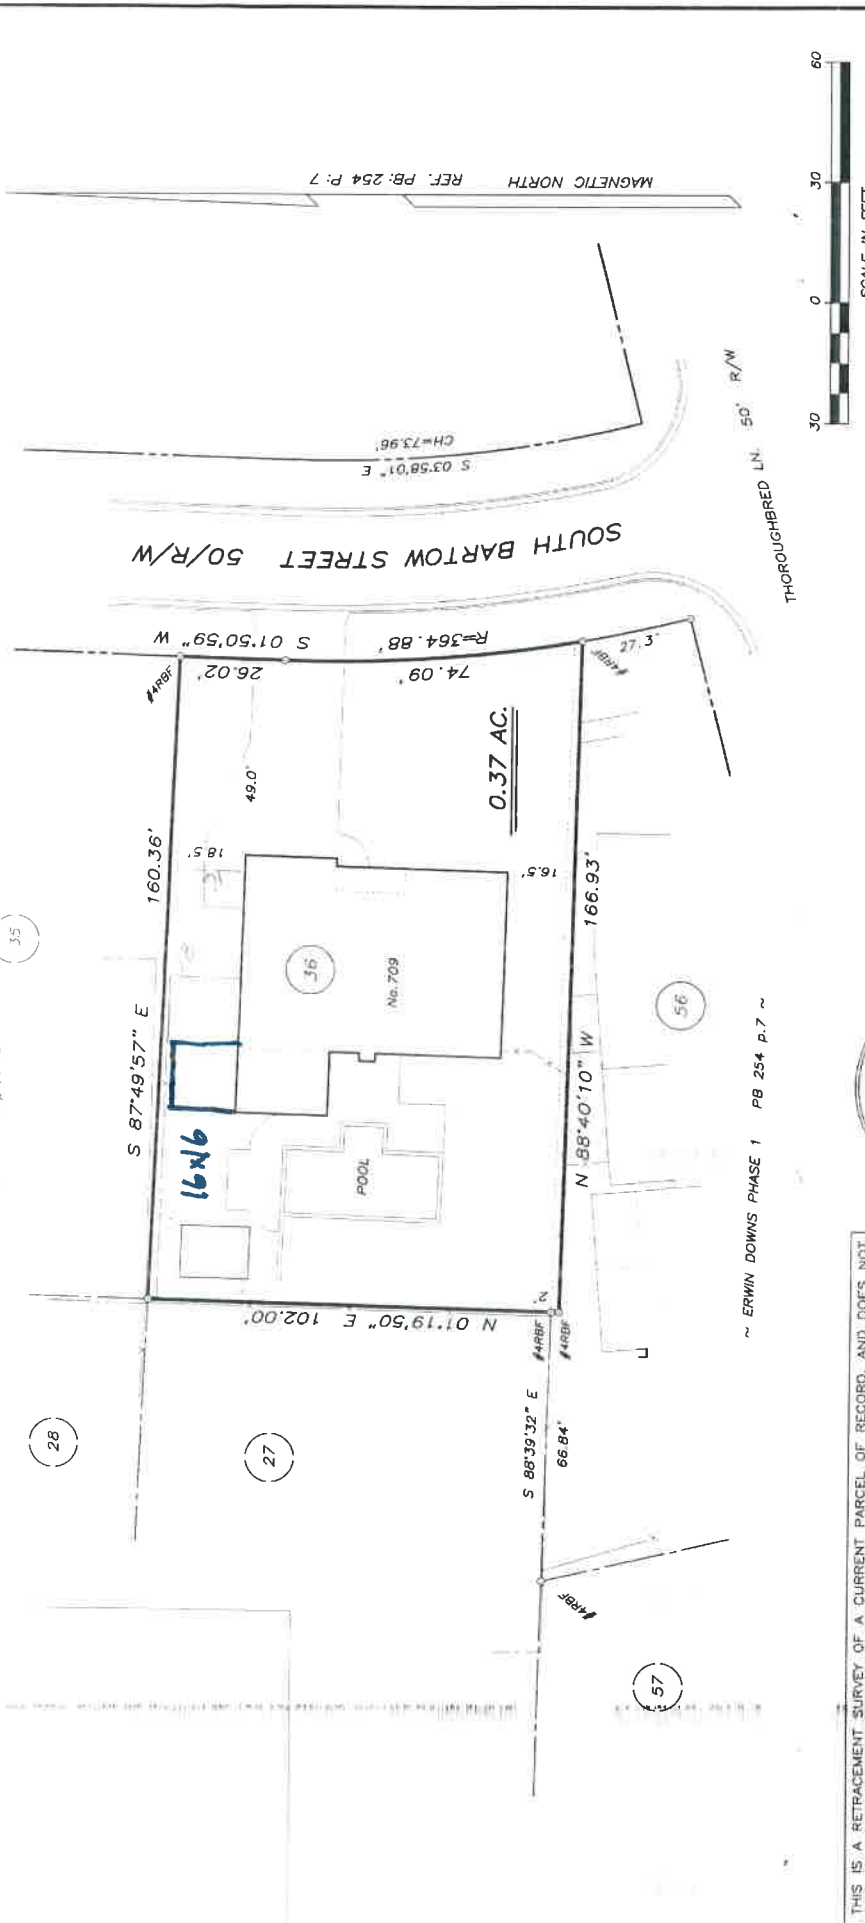 60
30
0
30
SCALE IN FEET
MAGNETIC NORTH REF. PB: 254 P: 7
S 03°58'01" E
CH=73.96'
SOUTH BARTOW STREET 50/R/W
THOROUGHBRED LN. 50' R/W
S 01°50'59" W
26.02'
R=364.88'
74.09'
27.3'
#4RBF
#4RBF
0.37 AC.
49.0'
18.5'
16.5'
160.36'
S 87°49'57" E
166.93'
N 88°40'10" W
35
36
No.709
56
16x16
POOL
N 01°19'50" E 102.00'
2'
#4RBF
#4RBF
S 88°39'32" E
66.84'
#4RBF
28
27
57
~ ERWIN DOWNS PHASE 1 PB 254 p.7 ~
THIS IS A RETRACEMENT SURVEY OF A CURRENT PARCEL OF RECORD, AND DOES NOT